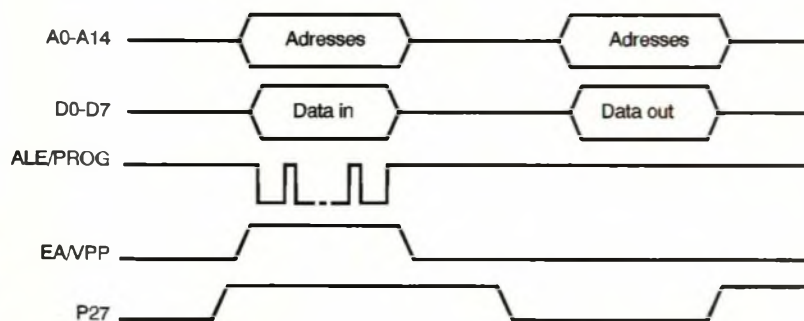 A0-A14 Adresses Adresses
D0-D7 Data in Data out
ALE/PROG
EA/VPP
P27